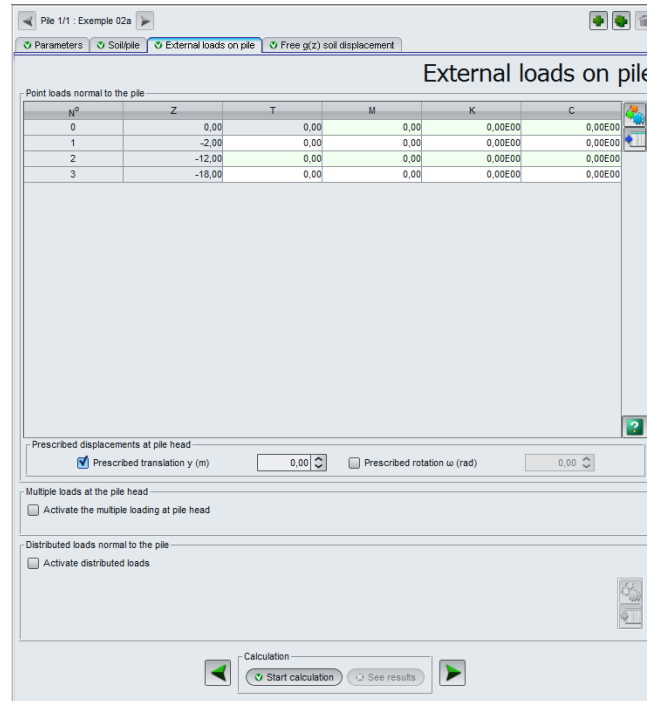 Pile 1/1 : Exemple 02a
Parameters Soil/pile External loads on pile Free g(z) soil displacement
External loads on pile
Point loads normal to the pile
Nº Z T M K C
0 0,00 0,00 0,00 0,00E00 0,00E00
1 -2,00 0,00 0,00 0,00E00 0,00E00
2 -12,00 0,00 0,00 0,00E00 0,00E00
3 -18,00 0,00 0,00 0,00E00 0,00E00
?
Prescribed displacements at pile head
Prescribed translation y (m) 0,00 Prescribed rotation ω (rad) 0,00
Multiple loads at the pile head
Activate the multiple loading at pile head
Distributed loads normal to the pile
Activate distributed loads
Calculation
Start calculation See results